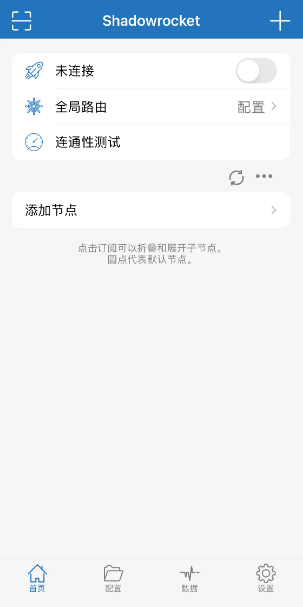 Shadowrocket
未连接
全局路由
配置
连通性测试
添加节点
点击订阅可以折叠和展开子节点。
圆点代表默认节点。
首页
配置
数据
设置